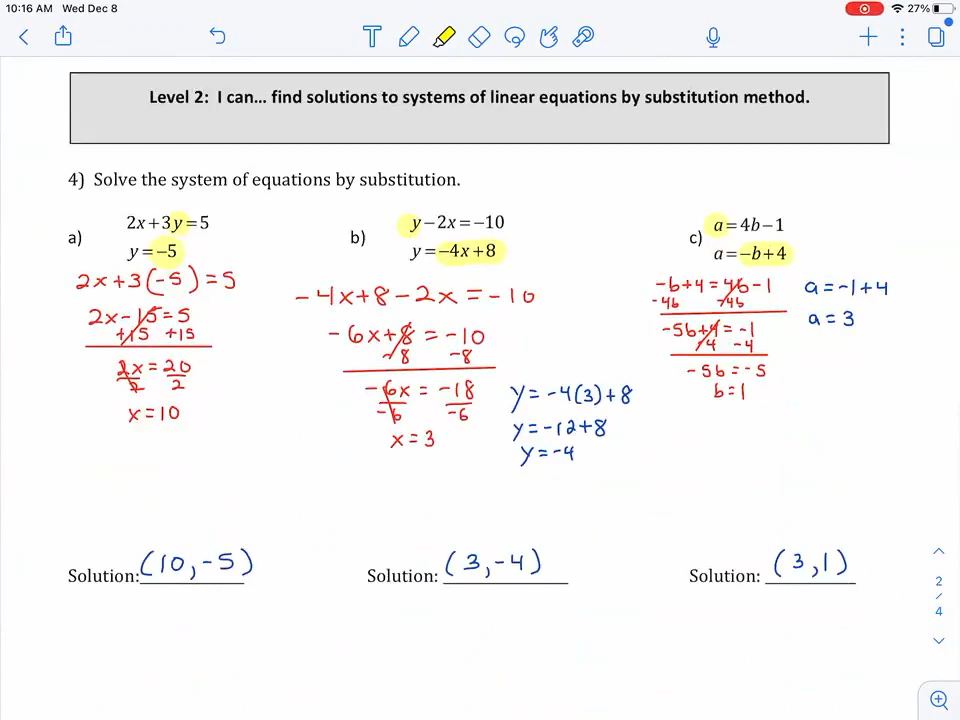 10:16 AM Wed Dec 8
27%
T
Level 2: I can... find solutions to systems of linear equations by substitution method.
4) Solve the system of equations by substitution.
a)
2x+3y=5
y=−5
2x+3(-5)=5
2x-15=5
+15 +15
2x=20
2 2
x=10
Solution: (10,-5)
b)
y−2x=−10
y=−4x+8
-4x+8-2x=-10
-6x+8=-10
-8 -8
-6x=-18
-6 -6
x=3
y=-4(3)+8
y=-12+8
y=-4
Solution: (3,-4)
c)
a=4b−1
a=−b+4
-b+4=4b-1
-4b -4b
-5b+4=-1
-4 -4
-5b=-5
b=1
a=-1+4
a=3
Solution: (3,1)
2
/
4